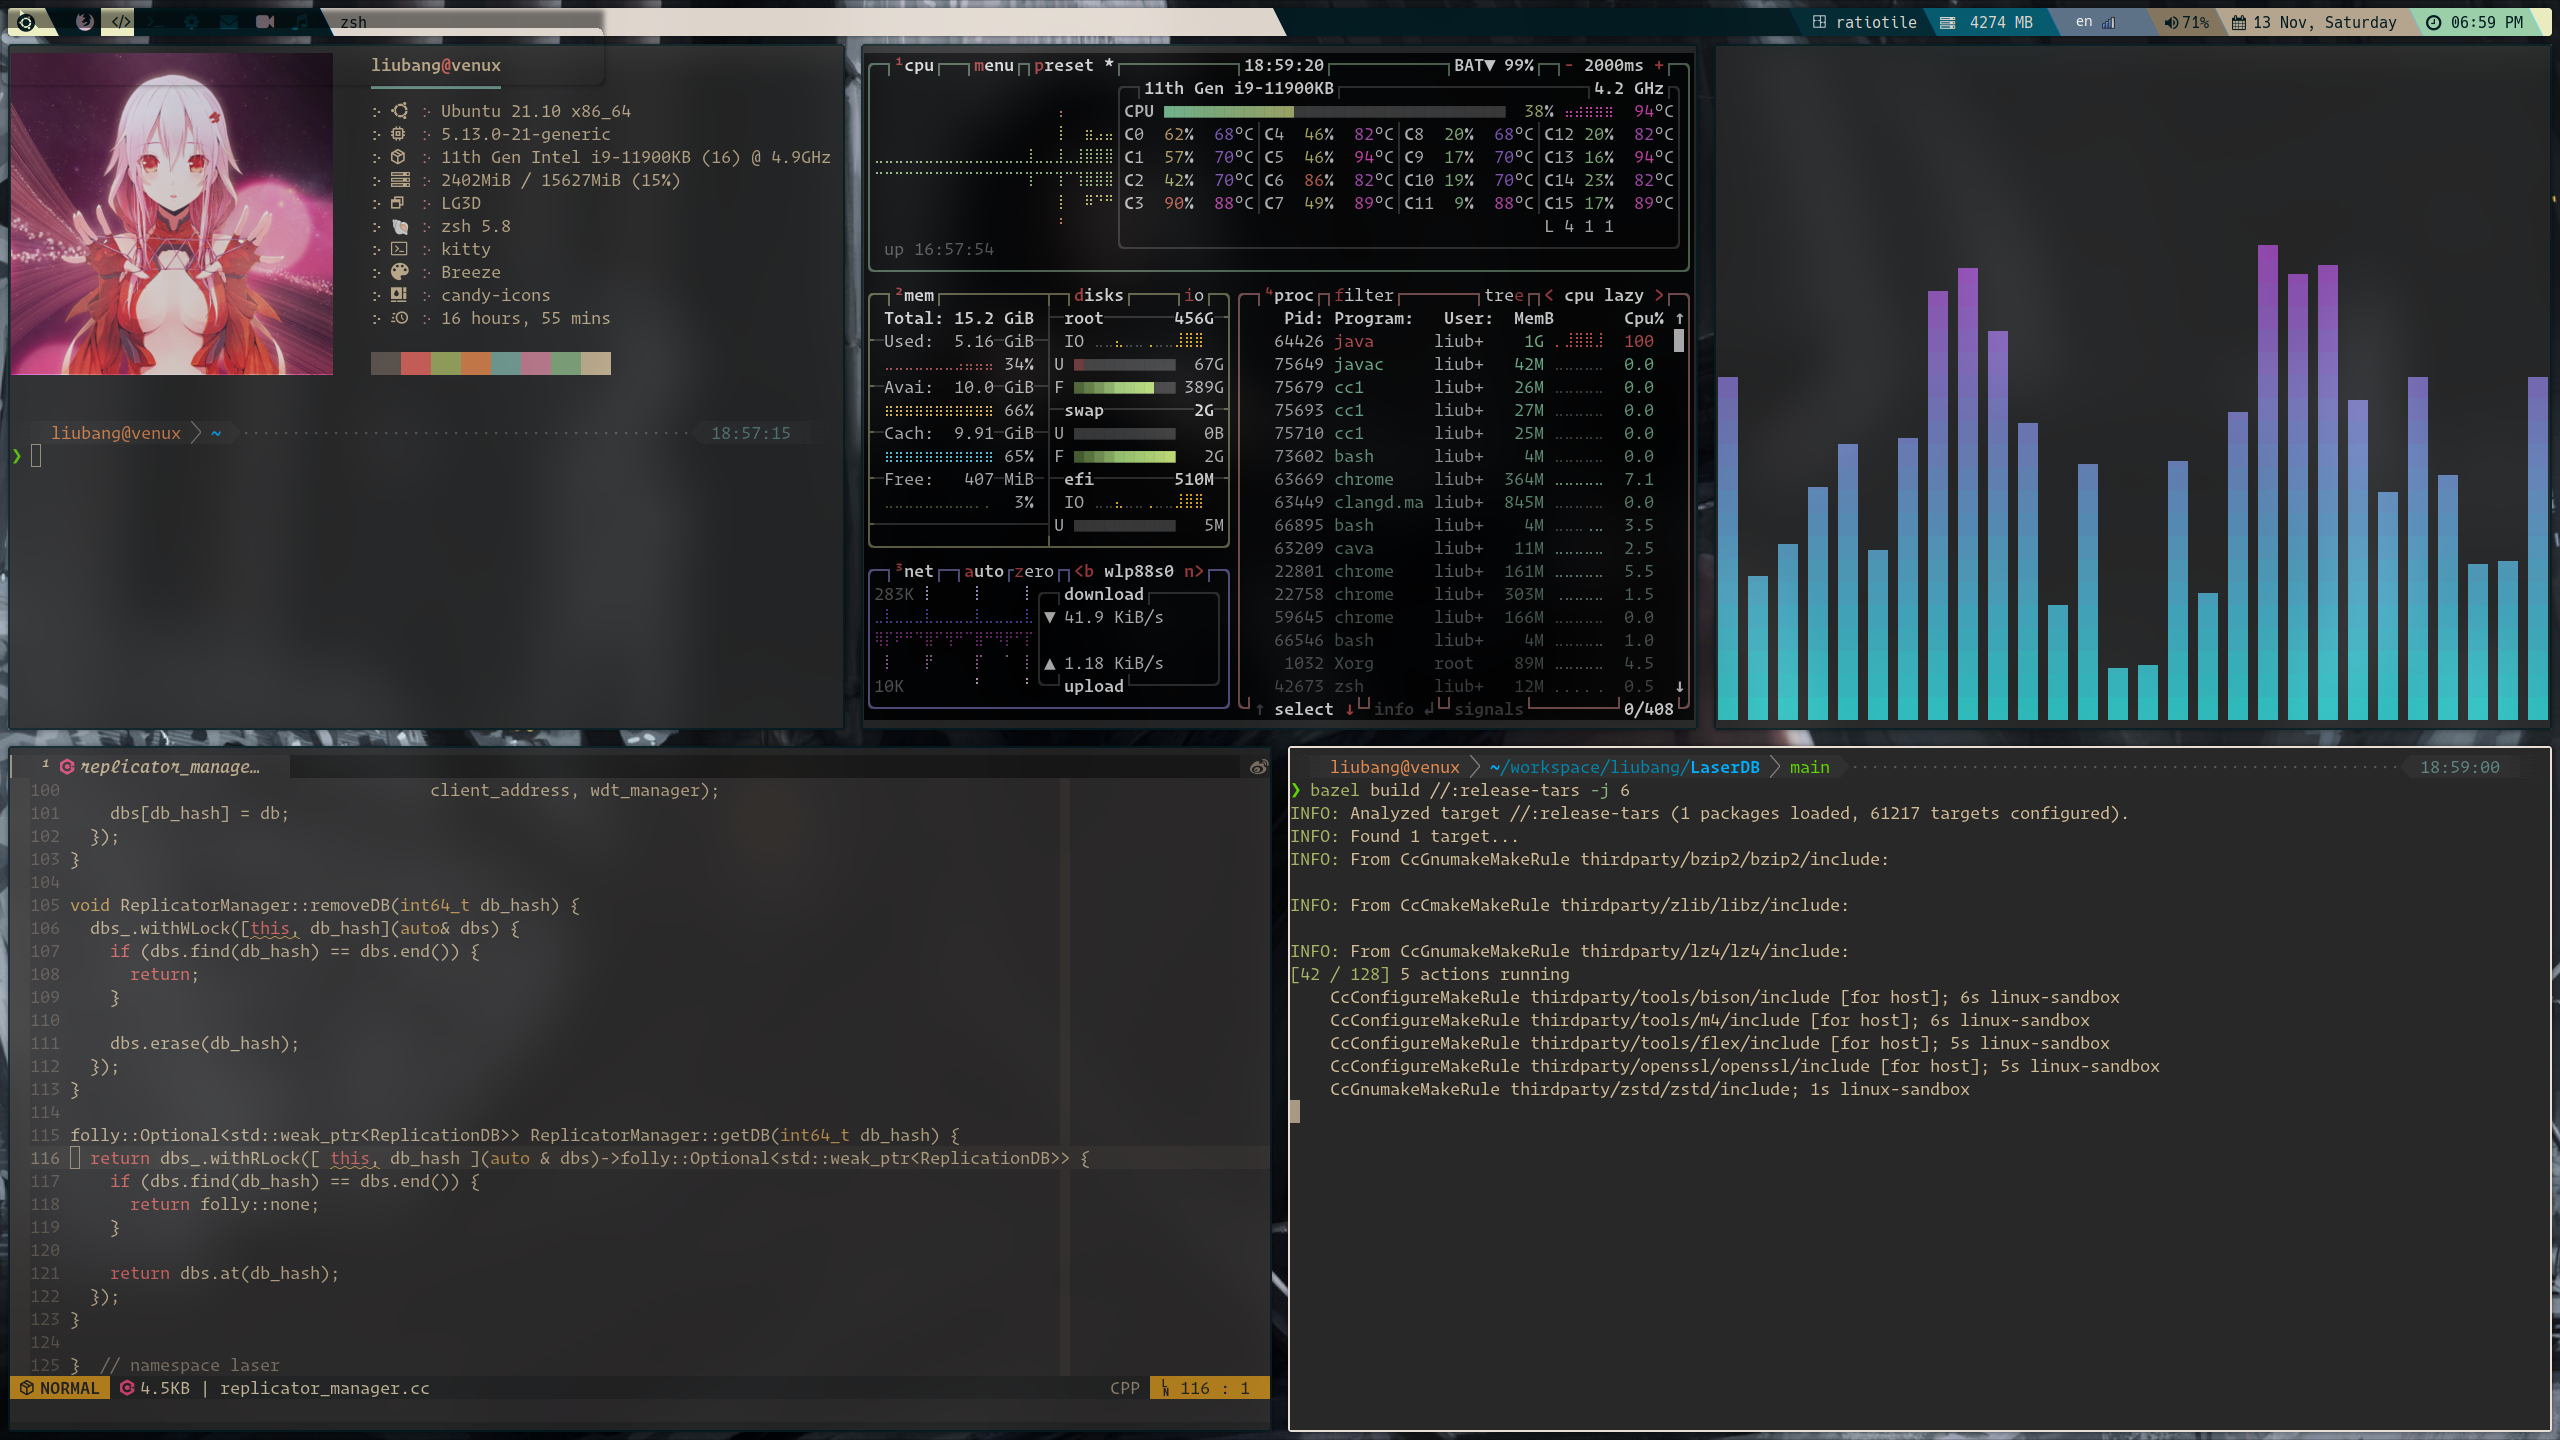 zsh
ratiotile
4274 MB
en
71%
13 Nov, Saturday
06:59 PM
liubang@venux
Ubuntu 21.10 x86_64
5.13.0-21-generic
11th Gen Intel i9-11900KB (16) @ 4.9GHz
2402MiB / 15627MiB (15%)
LG3D
zsh 5.8
kitty
Breeze
candy-icons
16 hours, 55 mins
liubang@venux ~ 18:57:15
❯
¹cpu menu preset * 18:59:20 BAT▼ 99% - 2000ms +
11th Gen i9-11900KB 4.2 GHz
CPU 38% 94°C
C0 62% 68°C C4 46% 82°C C8 20% 68°C C12 20% 82°C
C1 57% 70°C C5 46% 94°C C9 17% 70°C C13 16% 94°C
C2 42% 70°C C6 86% 82°C C10 19% 70°C C14 23% 82°C
C3 90% 88°C C7 49% 89°C C11 9% 88°C C15 17% 89°C
L 4 1 1
up 16:57:54
²mem disks io
Total: 15.2 GiB root 456G
Used: 5.16 GiB IO
34% U 67G
Avai: 10.0 GiB F 389G
66% swap 2G
Cach: 9.91 GiB U 0B
65% F 2G
Free: 407 MiB efi 510M
3% IO
U 5M
³net auto zero <b wlp88s0 n>
283K download
▼ 41.9 KiB/s
▲ 1.18 KiB/s
10K upload
⁴proc filter tree < cpu lazy >
Pid: Program: User: MemB Cpu% ↑
64426 java liub+ 1G 100
75649 javac liub+ 42M 0.0
75679 cc1 liub+ 26M 0.0
75693 cc1 liub+ 27M 0.0
75710 cc1 liub+ 25M 0.0
73602 bash liub+ 4M 0.0
63669 chrome liub+ 364M 7.1
63449 clangd.ma liub+ 845M 0.0
66895 bash liub+ 4M 3.5
63209 cava liub+ 11M 2.5
22801 chrome liub+ 161M 5.5
22758 chrome liub+ 303M 1.5
59645 chrome liub+ 166M 0.0
66546 bash liub+ 4M 1.0
1032 Xorg root 89M 4.5
42673 zsh liub+ 12M 0.5 ↓
↑ select ↓ info ↲ signals 0/408
¹ replicator_manage…
100 client_address, wdt_manager);
101 dbs[db_hash] = db;
102 });
103 }
104
105 void ReplicatorManager::removeDB(int64_t db_hash) {
106 dbs_.withWLock([this, db_hash](auto& dbs) {
107 if (dbs.find(db_hash) == dbs.end()) {
108 return;
109 }
110
111 dbs.erase(db_hash);
112 });
113 }
114
115 folly::Optional<std::weak_ptr<ReplicationDB>> ReplicatorManager::getDB(int64_t db_hash) {
116 return dbs_.withRLock([ this, db_hash ](auto & dbs)->folly::Optional<std::weak_ptr<ReplicationDB>> {
117 if (dbs.find(db_hash) == dbs.end()) {
118 return folly::none;
119 }
120
121 return dbs.at(db_hash);
122 });
123 }
124
125 } // namespace laser
NORMAL 4.5KB | replicator_manager.cc CPP LN 116 : 1
liubang@venux ~/workspace/liubang/LaserDB main 18:59:00
❯ bazel build //:release-tars -j 6
INFO: Analyzed target //:release-tars (1 packages loaded, 61217 targets configured).
INFO: Found 1 target...
INFO: From CcGnumakeMakeRule thirdparty/bzip2/bzip2/include:
INFO: From CcCmakeMakeRule thirdparty/zlib/libz/include:
INFO: From CcGnumakeMakeRule thirdparty/lz4/lz4/include:
[42 / 128] 5 actions running
CcConfigureMakeRule thirdparty/tools/bison/include [for host]; 6s linux-sandbox
CcConfigureMakeRule thirdparty/tools/m4/include [for host]; 6s linux-sandbox
CcConfigureMakeRule thirdparty/tools/flex/include [for host]; 5s linux-sandbox
CcConfigureMakeRule thirdparty/openssl/openssl/include [for host]; 5s linux-sandbox
CcGnumakeMakeRule thirdparty/zstd/zstd/include; 1s linux-sandbox